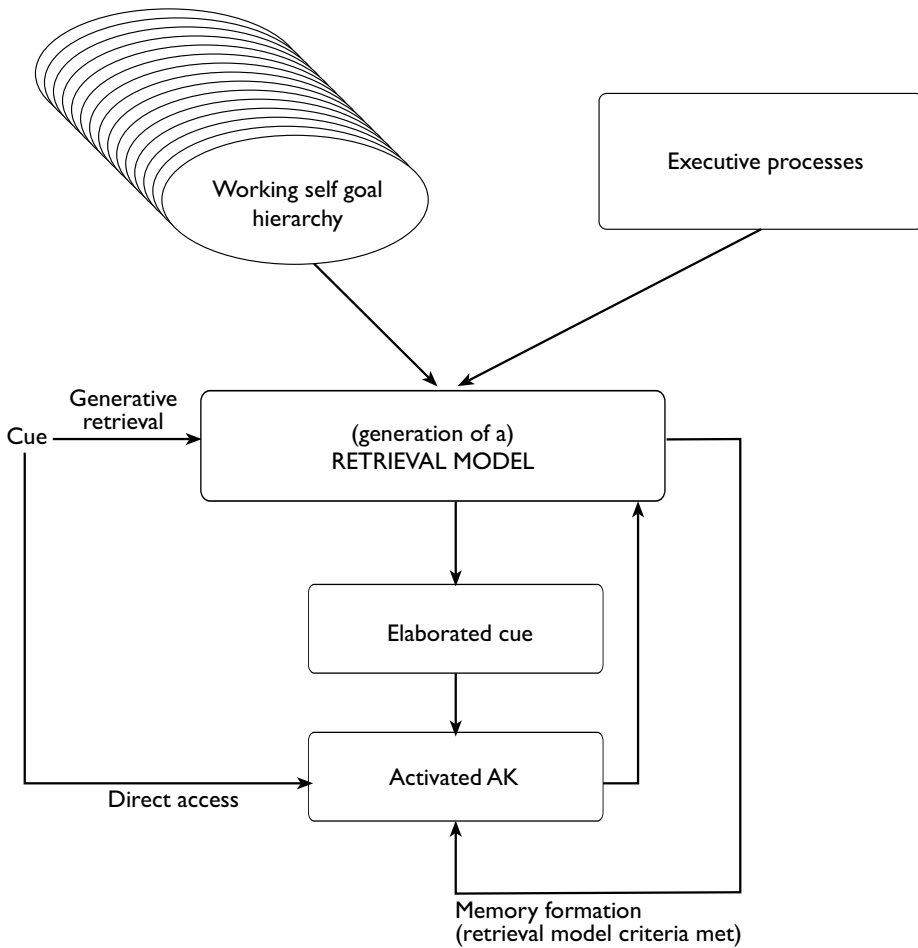 Working self goal
hierarchy
Executive processes
Generative
retrieval
Cue
(generation of a)
RETRIEVAL MODEL
Elaborated cue
Activated AK
Direct access
Memory formation
(retrieval model criteria met)